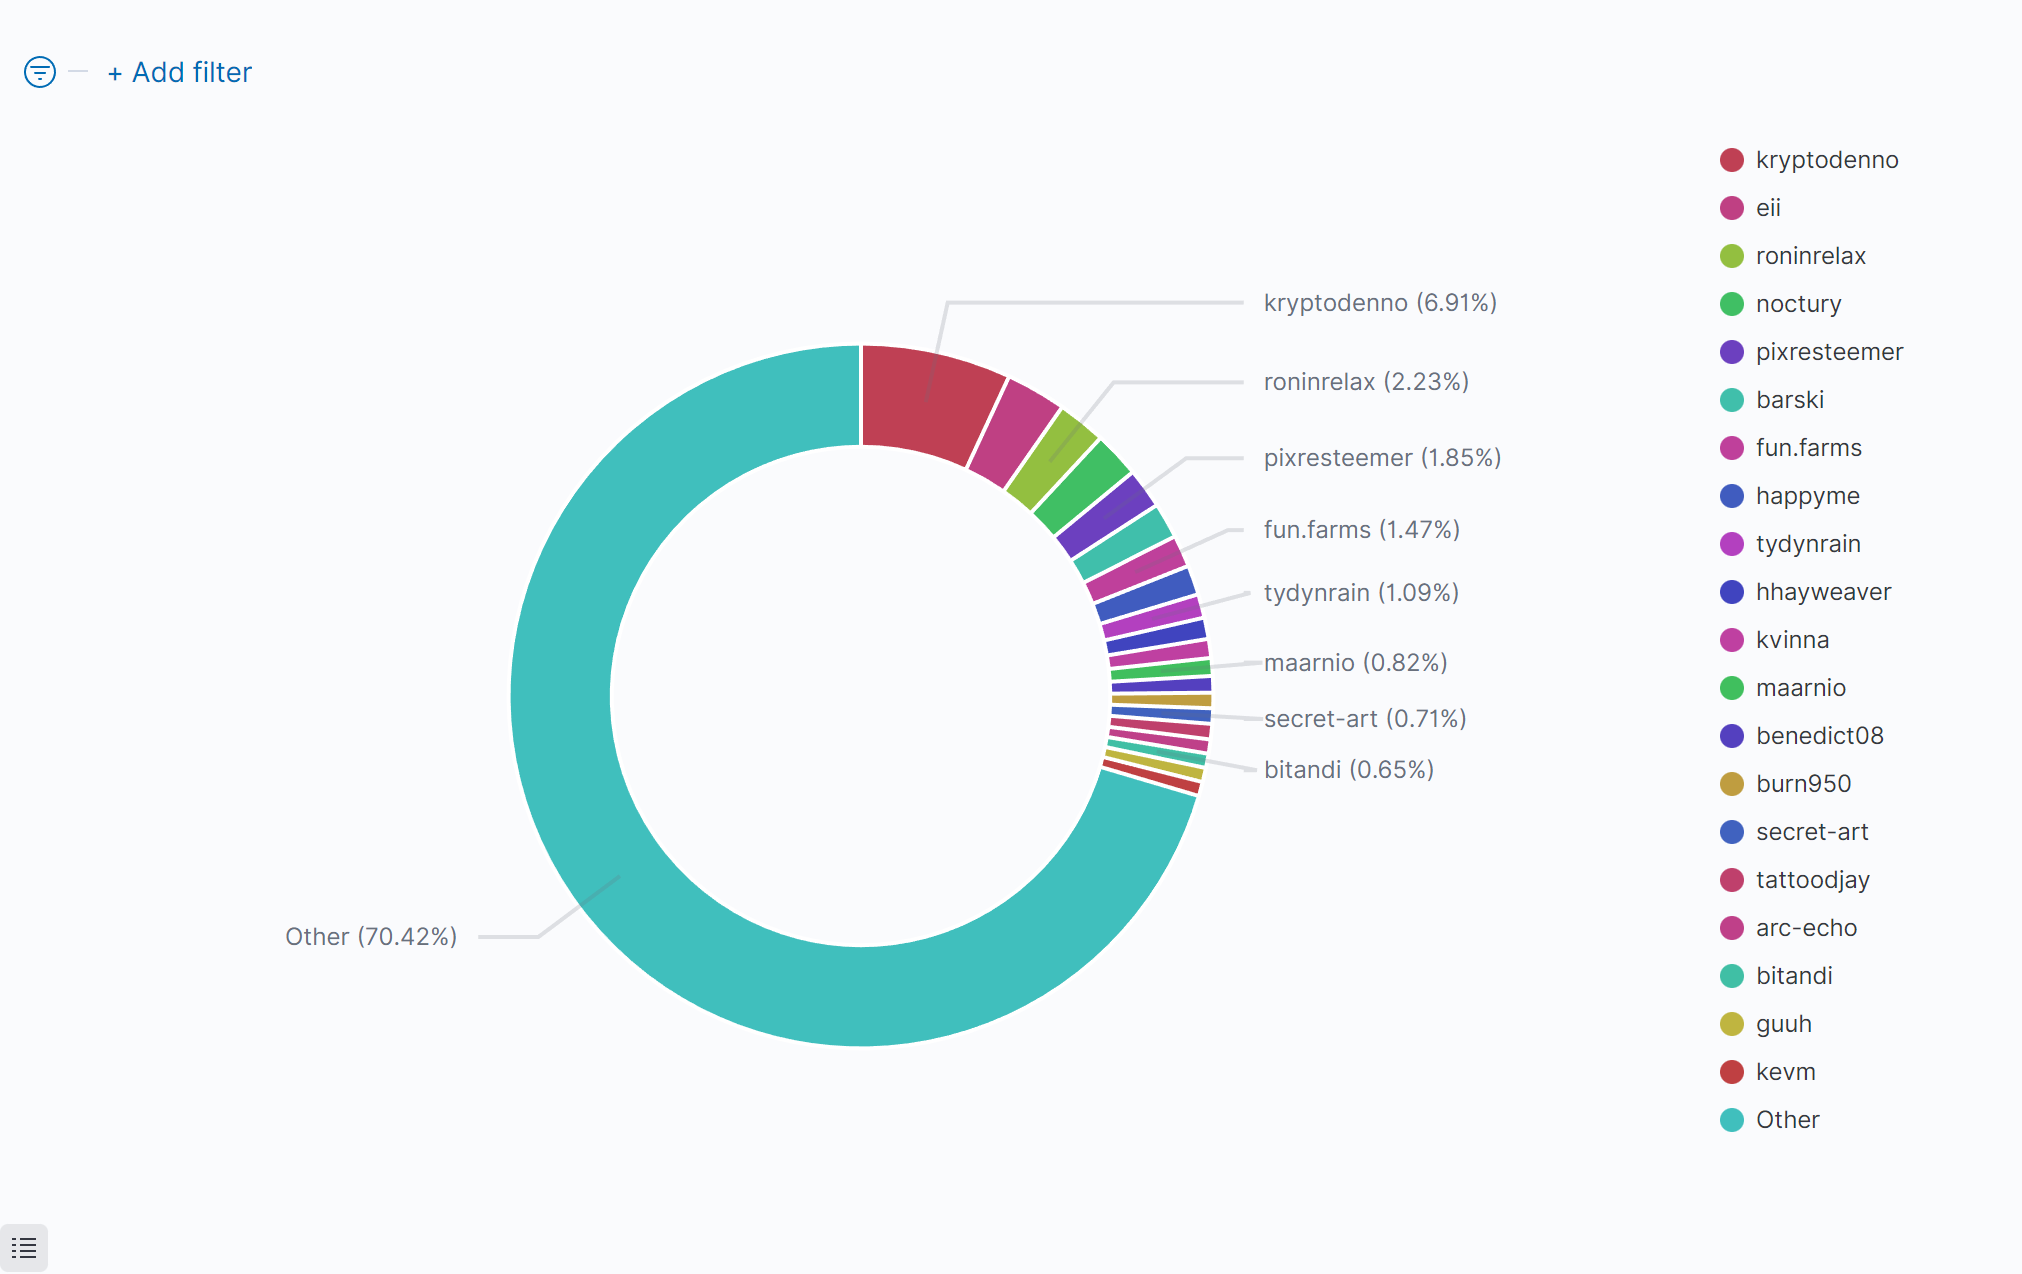 + Add filter
kryptodenno (6.91%)
roninrelax (2.23%)
pixresteemer (1.85%)
fun.farms (1.47%)
tydynrain (1.09%)
maarnio (0.82%)
secret-art (0.71%)
bitandi (0.65%)
Other (70.42%)
kryptodenno
eii
roninrelax
noctury
pixresteemer
barski
fun.farms
happyme
tydynrain
hhayweaver
kvinna
maarnio
benedict08
burn950
secret-art
tattoodjay
arc-echo
bitandi
guuh
kevm
Other